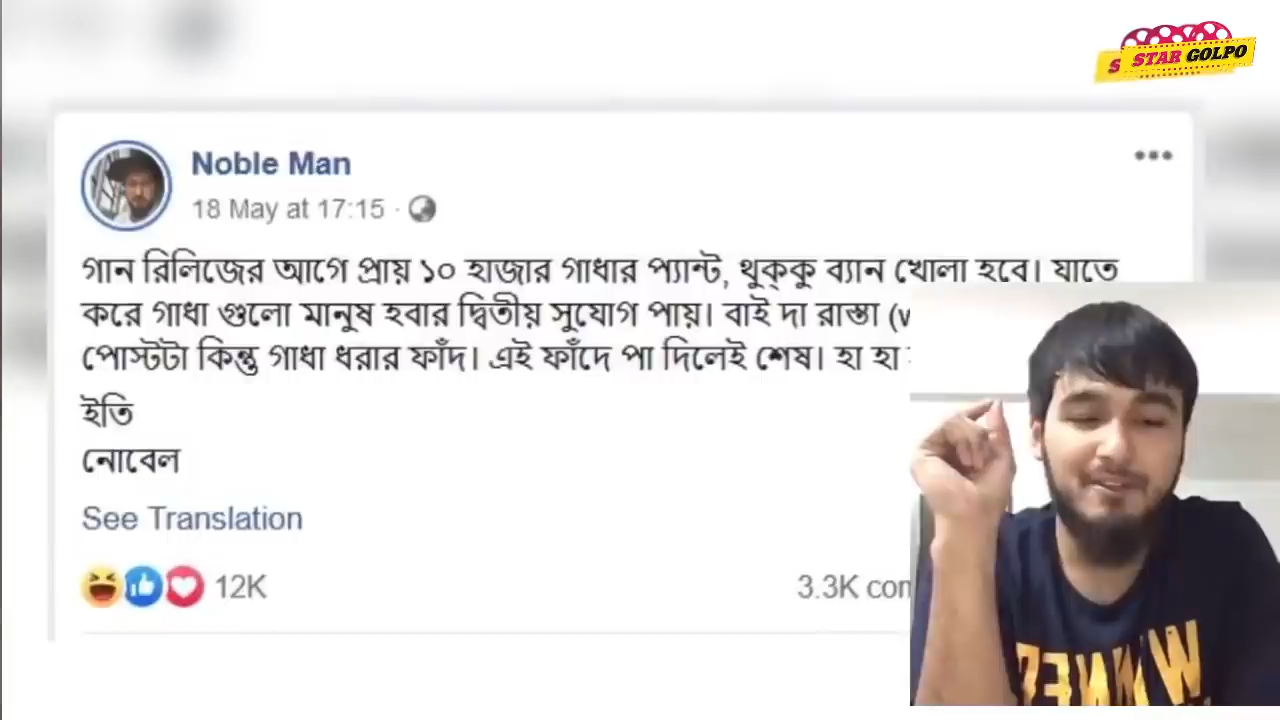 STAR GOLPO
Noble Man
18 May at 17:15 ·
গান রিলিজের আগে প্রায় ১০ হাজার গাধার প্যান্ট, থুক্কু ব্যান খোলা হবে। যাতে
করে গাধা গুলো মানুষ হবার দ্বিতীয় সুযোগ পায়। বাই দা রাস্তা (w
পোস্টটা কিন্তু গাধা ধরার ফাঁদ। এই ফাঁদে পা দিলেই শেষ। হা হা
ইতি
নোবেল
See Translation
12K
3.3K com